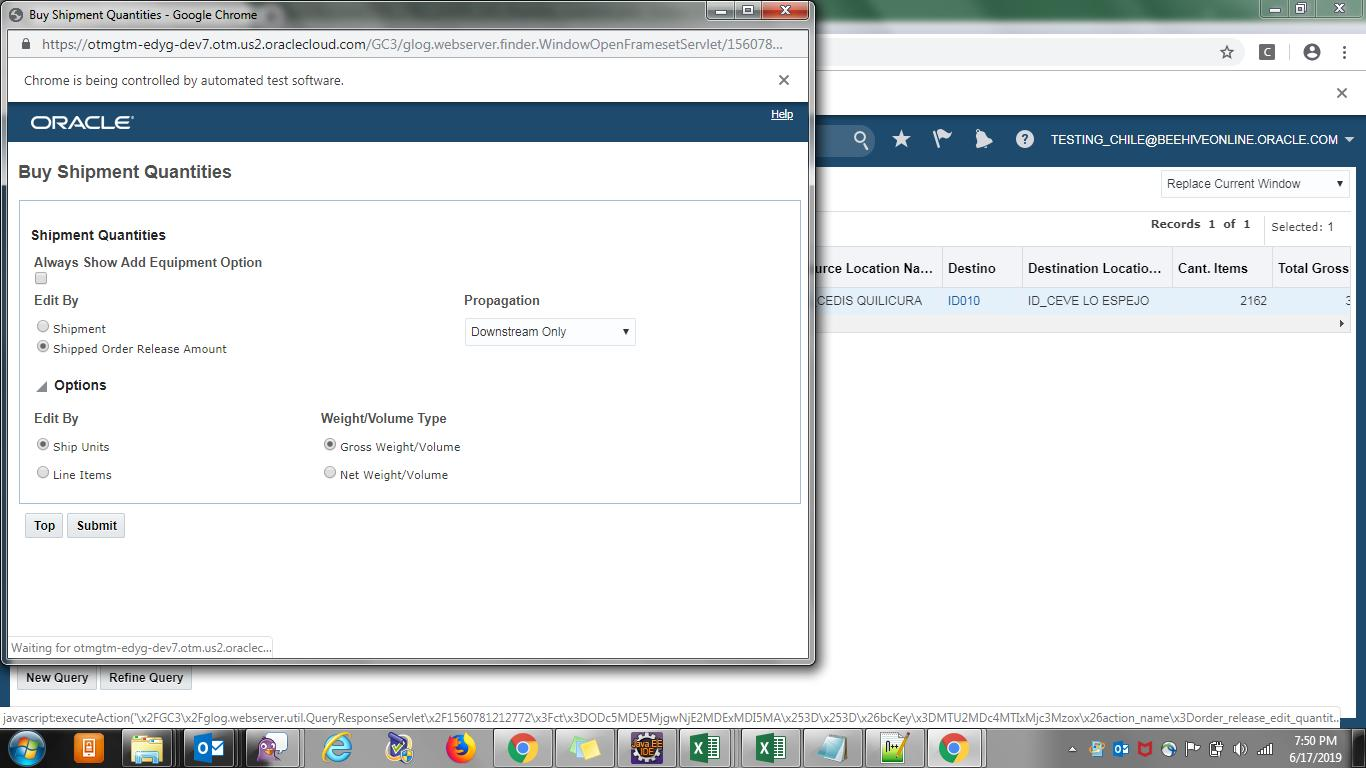 Buy Shipment Quantities - Google Chrome
https://otmgtm-edyg-dev7.otm.us2.oraclecloud.com/GC3/glog.webserver.finder.WindowOpenFramesetServlet/156078...
Chrome is being controlled by automated test software.
ORACLE
Help
TESTING_CHILE@BEEHIVEONLINE.ORACLE.COM
Buy Shipment Quantities
Replace Current Window
Records 1 of 1
Selected: 1
Shipment Quantities
Always Show Add Equipment Option
urce Location Na...
Destino
Destination Locatio...
Cant. Items
Total Gross
CEDIS QUILICURA
ID010
ID_CEVE LO ESPEJO
2162
3
Edit By
Propagation
Shipment
Downstream Only
Shipped Order Release Amount
Options
Edit By
Weight/Volume Type
Ship Units
Gross Weight/Volume
Line Items
Net Weight/Volume
Top
Submit
Waiting for otmgtm-edyg-dev7.otm.us2.oraclec...
New Query
Refine Query
javascript:executeAction("\x2FGC3\x2Fglog.webserver.util.QueryResponseServlet\x2F1560781212772\x3Fct\x3DODc5MDE5MjgwNjE2MDExMDI5MA\x253D\x253D\x26bcKey\x3DMTU2MDc4MTIxMjc3Mzox\x26action_name\x3Dorder_release_edit_quantit...
Java EE
IDE
7:50 PM
6/17/2019